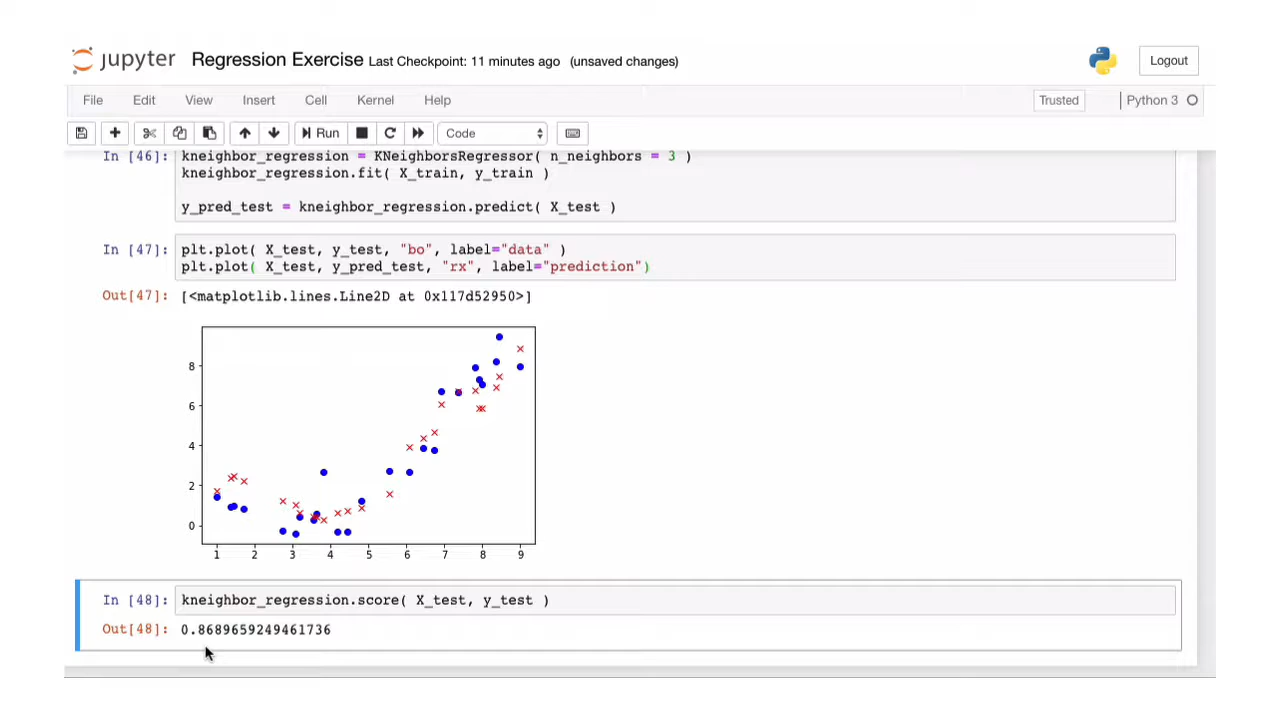 jupyter Regression Exercise Last Checkpoint: 11 minutes ago (unsaved changes) Logout
File Edit View Insert Cell Kernel Help Trusted Python 3
Run Code
In [46]: kneighbor_regression = KNeighborsRegressor( n_neighbors = 3 )
kneighbor_regression.fit( X_train, y_train )
y_pred_test = kneighbor_regression.predict( X_test )
In [47]: plt.plot( X_test, y_test, "bo", label="data" )
plt.plot( X_test, y_pred_test, "rx", label="prediction")
Out[47]: [<matplotlib.lines.Line2D at 0x117d52950>]
8
6
4
2
0
1 2 3 4 5 6 7 8 9
In [48]: kneighbor_regression.score( X_test, y_test )
Out[48]: 0.8689659249461736